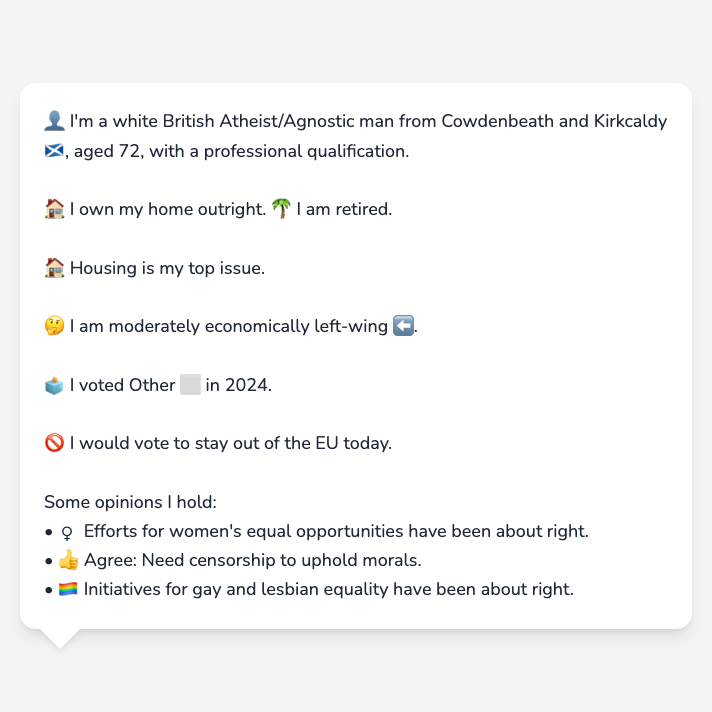 👤 I'm a white British Atheist/Agnostic man from Cowdenbeath and Kirkcaldy
🏴󠁧󠁢󠁳󠁣󠁴󠁿, aged 72, with a professional qualification.
🏠 I own my home outright. 🌴 I am retired.
🏠 Housing is my top issue.
🤔 I am moderately economically left-wing ⬅️.
🗳️ I voted Other ⬜ in 2024.
🚫 I would vote to stay out of the EU today.
Some opinions I hold:
• ♀️ Efforts for women's equal opportunities have been about right.
• 👍 Agree: Need censorship to uphold morals.
• 🏳️‍🌈 Initiatives for gay and lesbian equality have been about right.